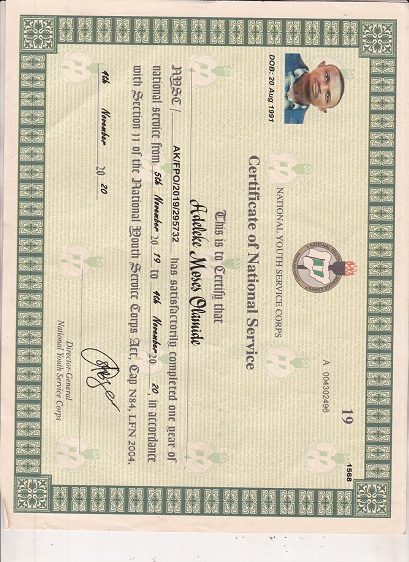 19
1568
A 004302496
NATIONAL YOUTH SERVICE CORPS
Certificate of National Service
DOB: 20 Aug 1991
This is to Certify that
Adeleke Moses Olamide
NYSC / AK/FPO/2019/295732 has satisfactorily completed one year of
national service from 5th November 20 19 to 4th November 20 20, in accordance
with Section 11 of the National Youth Service Corps Act, Cap N84, LFN 2004.
4th November 20 20
Director-General
National Youth Service Corps